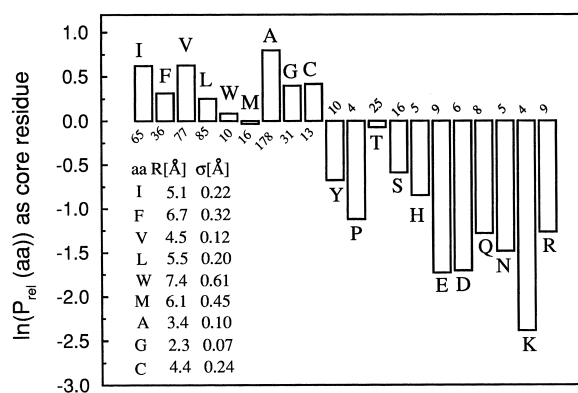 ln(P_rel (aa)) as core residue
1.0
0.5
0.0
-0.5
-1.0
-1.5
-2.0
-2.5
-3.0
I F V L W M A G C
65 36 77 85 10 16 178 31 13
10 4 25 16 5 9 6 8 5 4 9
Y P T S H E D Q N K R
aa R[Å] σ[Å]
I 5.1 0.22
F 6.7 0.32
V 4.5 0.12
L 5.5 0.20
W 7.4 0.61
M 6.1 0.45
A 3.4 0.10
G 2.3 0.07
C 4.4 0.24